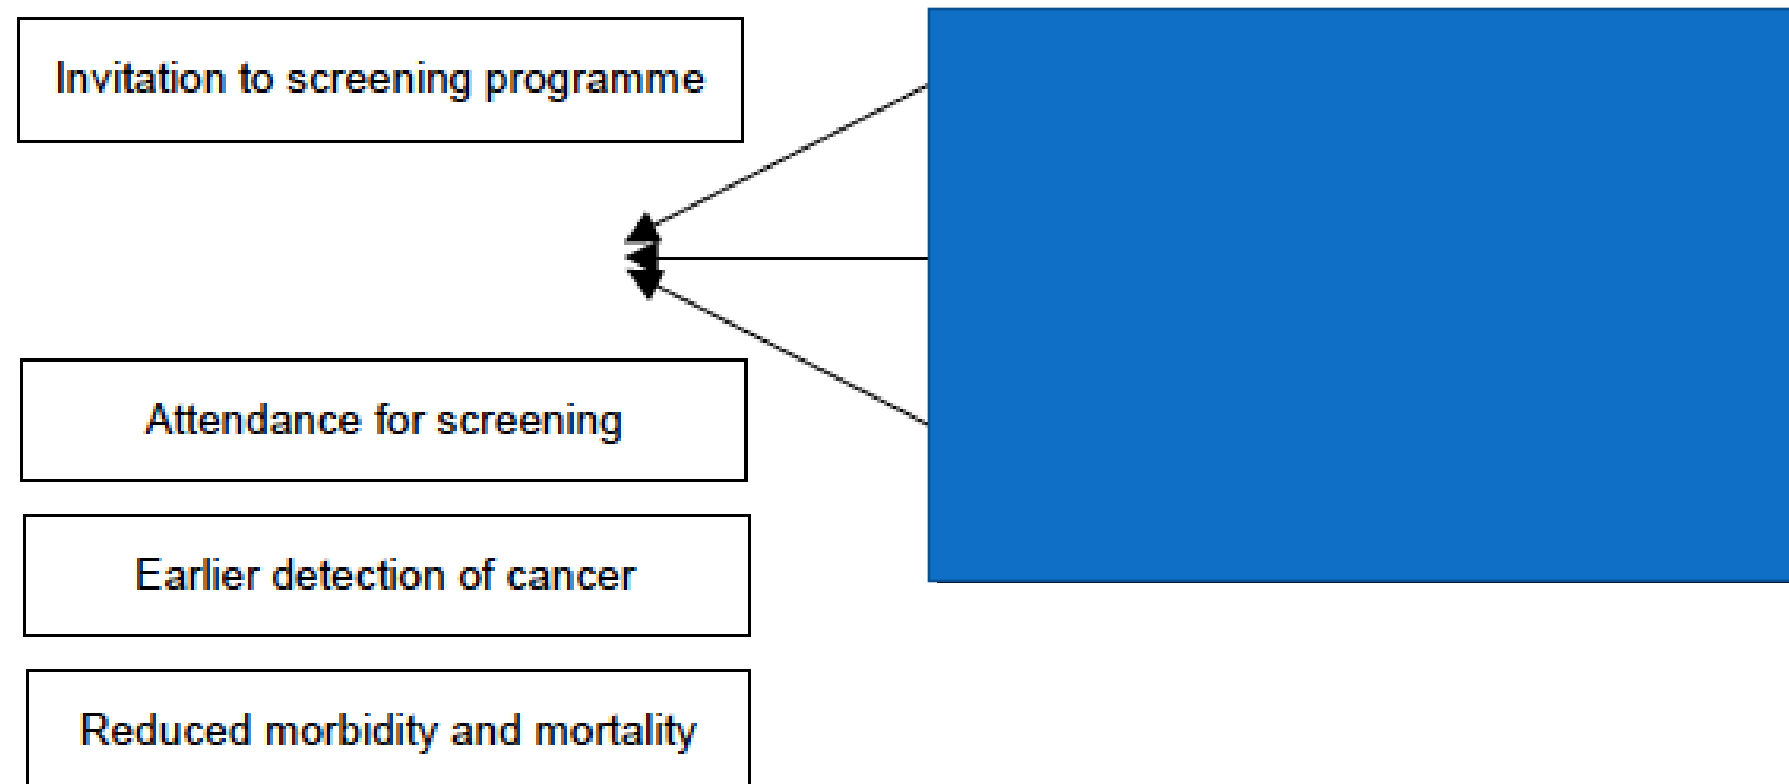 Invitation to screening programme
Attendance for screening
Earlier detection of cancer
Reduced morbidity and mortality